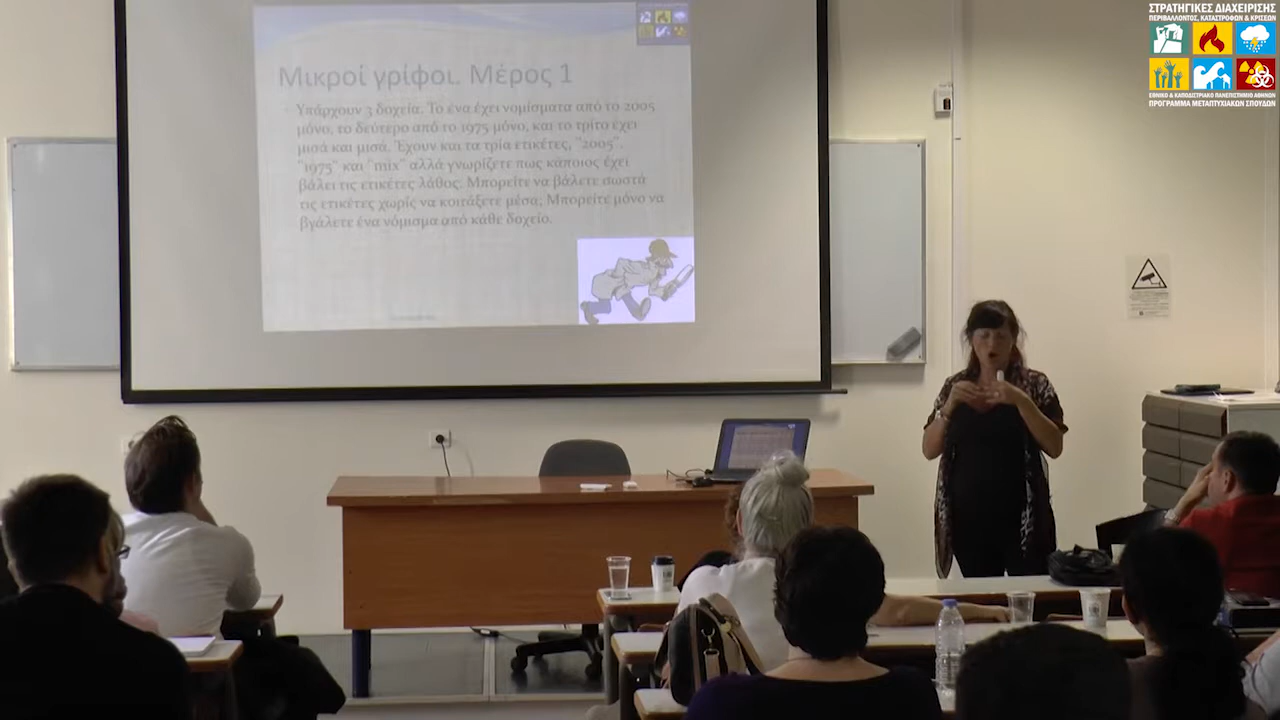 Μικροί γρίφοι. Μέρος 1
Υπάρχουν 3 δοχεία. Το ένα έχει νομίσματα από το 2005
μόνο, το δεύτερο από το 1975 μόνο, και το τρίτο έχει
μισά και μισά. Έχουν και τα τρία ετικέτες, "2005",
"1975" και "mix" αλλά γνωρίζετε πως κάποιος έχει
βάλει τις ετικέτες λάθος. Μπορείτε να βάλετε σωστά
τις ετικέτες χωρίς να κοιτάξετε μέσα; Μπορείτε μόνο να
βγάλετε ένα νόμισμα από κάθε δοχείο.
ΣΤΡΑΤΗΓΙΚΕΣ ΔΙΑΧΕΙΡΙΣΗΣ
ΠΕΡΙΒΑΛΛΟΝΤΟΣ, ΚΑΤΑΣΤΡΟΦΩΝ & ΚΡΙΣΕΩΝ
ΕΘΝΙΚΟ & ΚΑΠΟΔΙΣΤΡΙΑΚΟ ΠΑΝΕΠΙΣΤΗΜΙΟ ΑΘΗΝΩΝ
ΠΡΟΓΡΑΜΜΑ ΜΕΤΑΠΤΥΧΙΑΚΩΝ ΣΠΟΥΔΩΝ